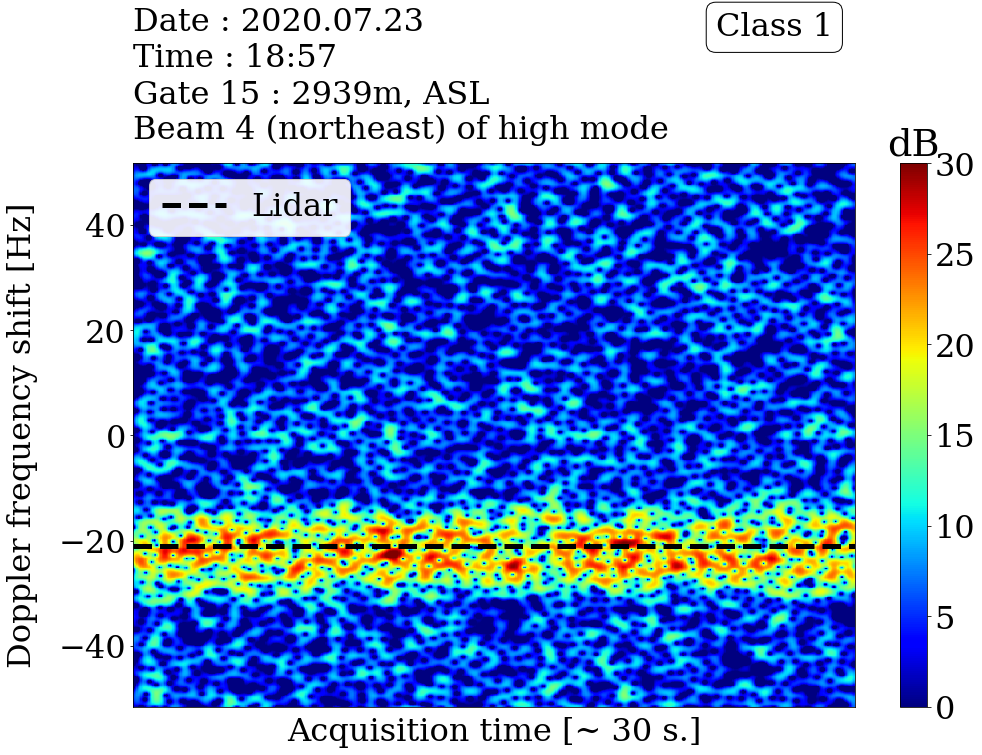 Date : 2020.07.23
Time : 18:57
Gate 15 : 2939m, ASL
Beam 4 (northeast) of high mode
Class 1
dB
Lidar
Doppler frequency shift [Hz]
40
20
0
−20
−40
Acquisition time [~ 30 s.]
30
25
20
15
10
5
0